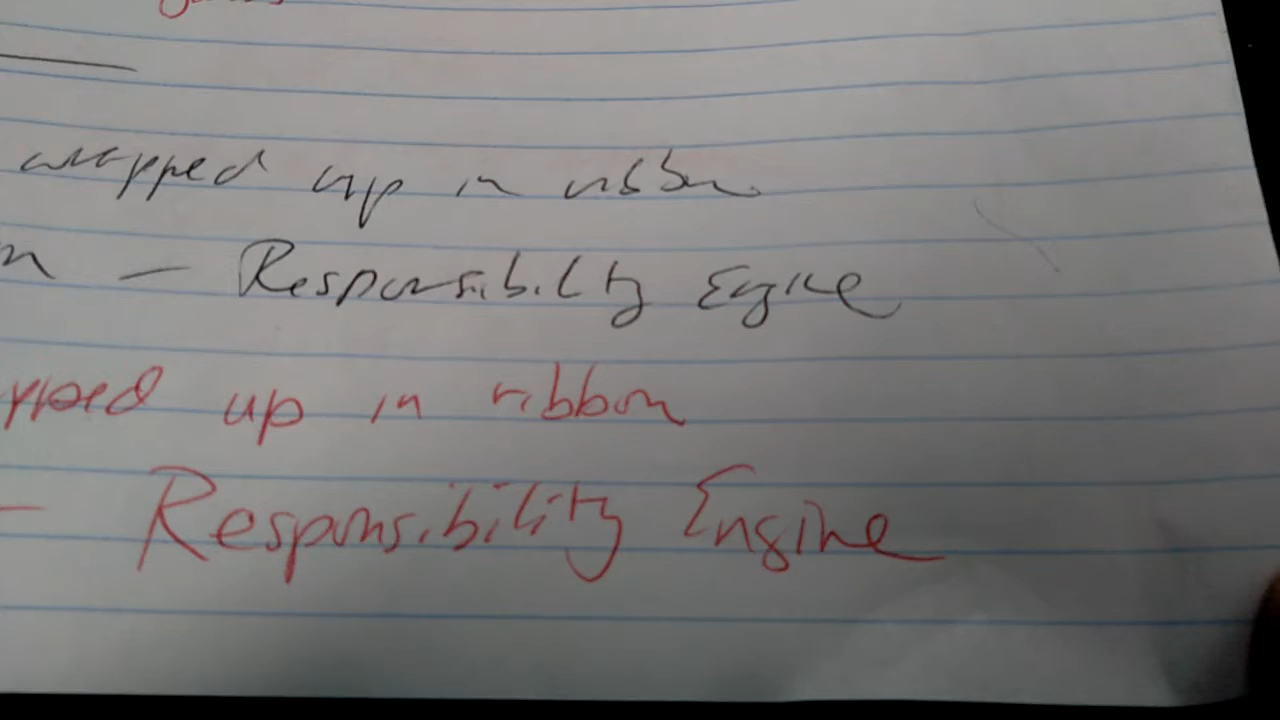 wrapped up in ribbon
— Responsibility Engine
up in ribbon
— Responsibility Engine